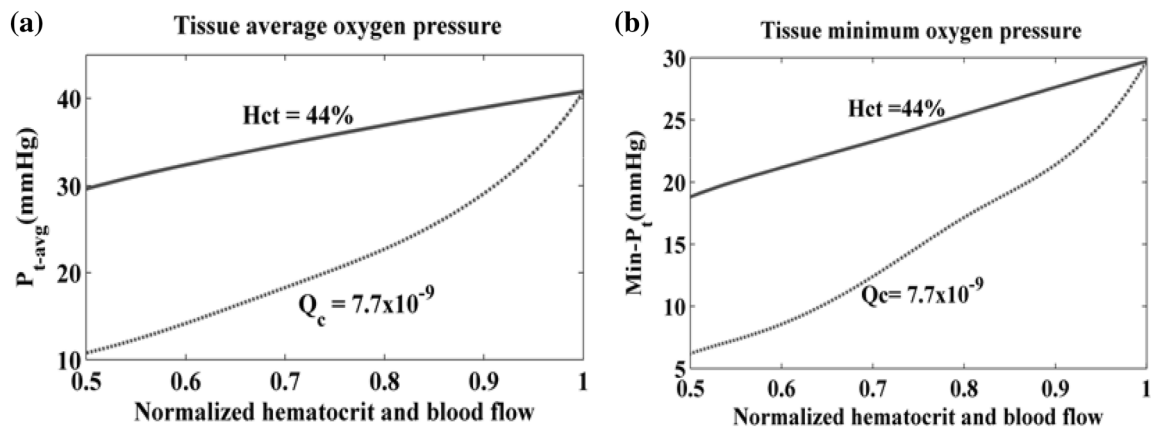 (a)
Tissue average oxygen pressure
P_t-avg(mmHg)
40
30
20
10
Hct = 44%
Q_c = 7.7x10^-9
0.5 0.6 0.7 0.8 0.9 1
Normalized hematocrit and blood flow
(b)
Tissue minimum oxygen pressure
Min-P_t(mmHg)
30
25
20
15
10
5
Hct = 44%
Qc= 7.7x10^-9
0.5 0.6 0.7 0.8 0.9 1
Normalized hematocrit and blood flow